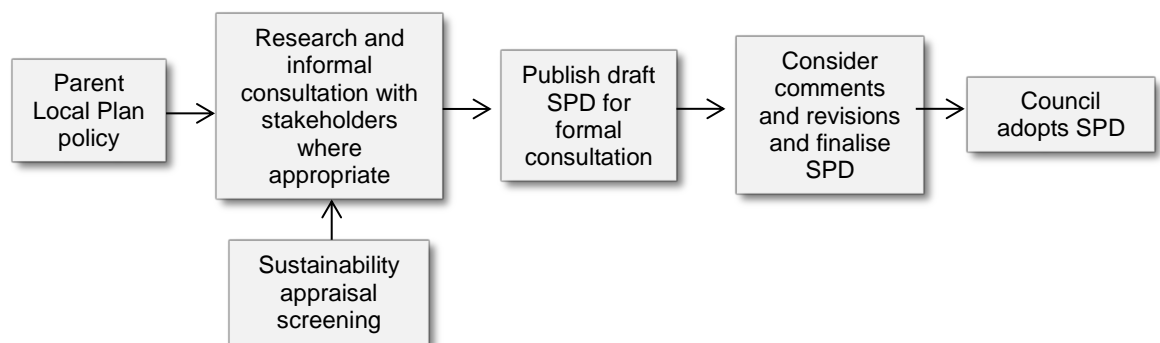 Parent
Local Plan
policy
Research and
informal
consultation with
stakeholders
where
appropriate
Publish draft
SPD for
formal
consultation
Consider
comments
and revisions
and finalise
SPD
Council
adopts SPD
Sustainability
appraisal
screening